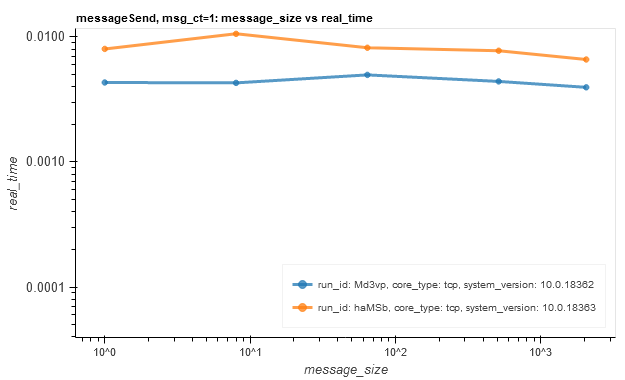 messageSend, msg_ct=1: message_size vs real_time
0.0100
0.0010
0.0001
real_time
run_id: Md3vp, core_type: tcp, system_version: 10.0.18362
run_id: haMSb, core_type: tcp, system_version: 10.0.18363
10^0
10^1
10^2
10^3
message_size